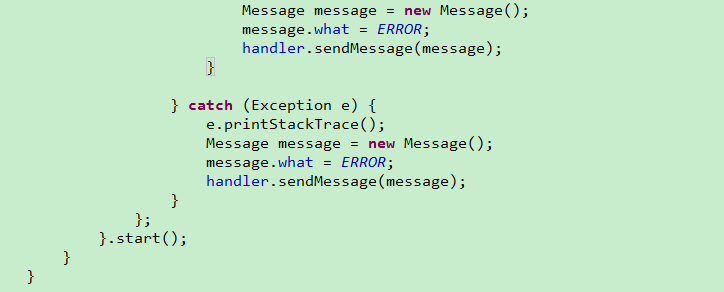 Message message = new Message();
message.what = ERROR;
handler.sendMessage(message);
}
} catch (Exception e) {
e.printStackTrace();
Message message = new Message();
message.what = ERROR;
handler.sendMessage(message);
}
};
}.start();
}
}